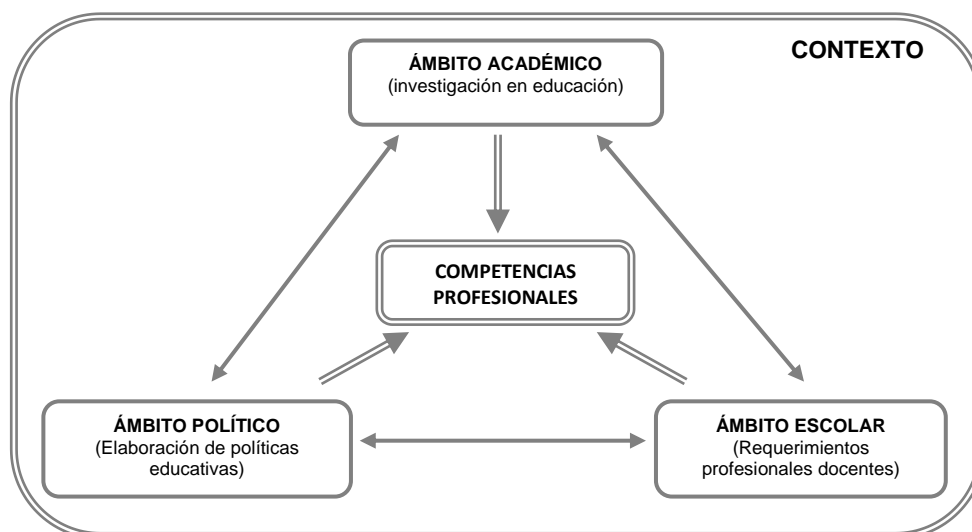 CONTEXTO
ÁMBITO ACADÉMICO
(investigación en educación)
COMPETENCIAS
PROFESIONALES
ÁMBITO POLÍTICO
(Elaboración de políticas
educativas)
ÁMBITO ESCOLAR
(Requerimientos
profesionales docentes)